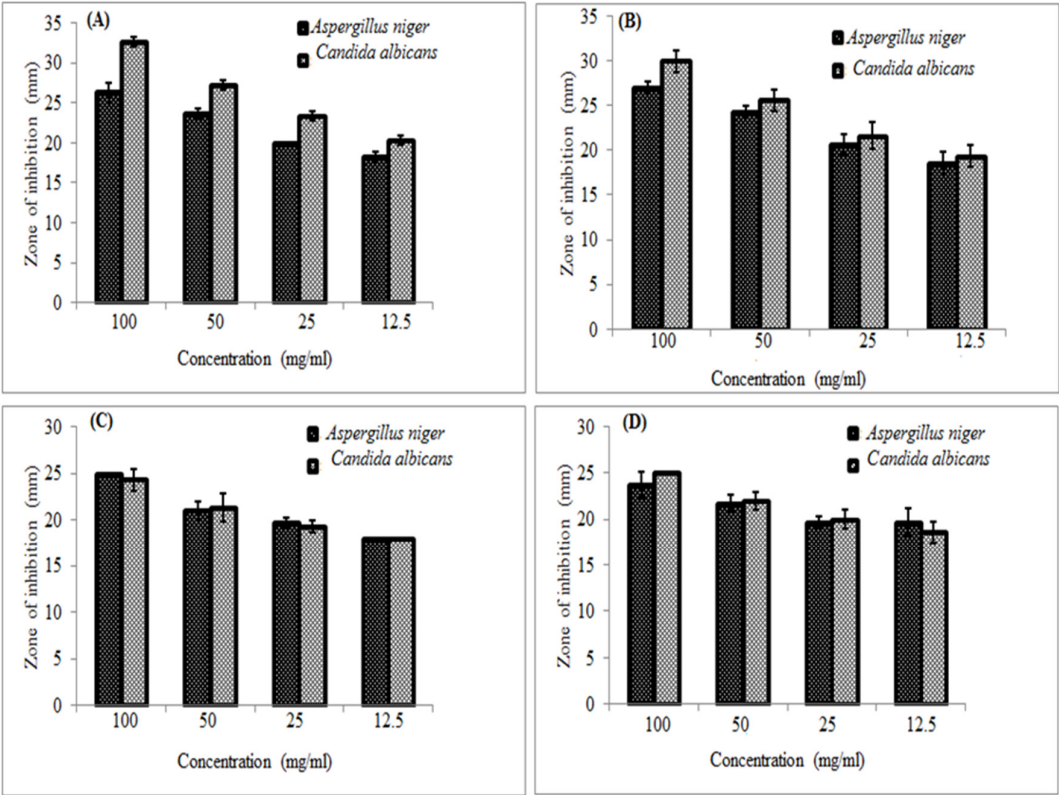 (A)
Aspergillus niger
Candida albicans
Zone of inhibition (mm)
35
30
25
20
15
10
5
0
100 50 25 12.5
Concentration (mg/ml)
(B)
Aspergillus niger
Candida albicans
Zone of inhibition (mm)
35
30
25
20
15
10
5
0
100 50 25 12.5
Concentration (mg/ml)
(C)
Aspergillus niger
Candida albicans
Zone of inhibition (mm)
30
25
20
15
10
5
0
100 50 25 12.5
Concentration (mg/ml)
(D)
Aspergillus niger
Candida albicans
Zone of inhibition (mm)
30
25
20
15
10
5
0
100 50 25 12.5
Concentration (mg/ml)